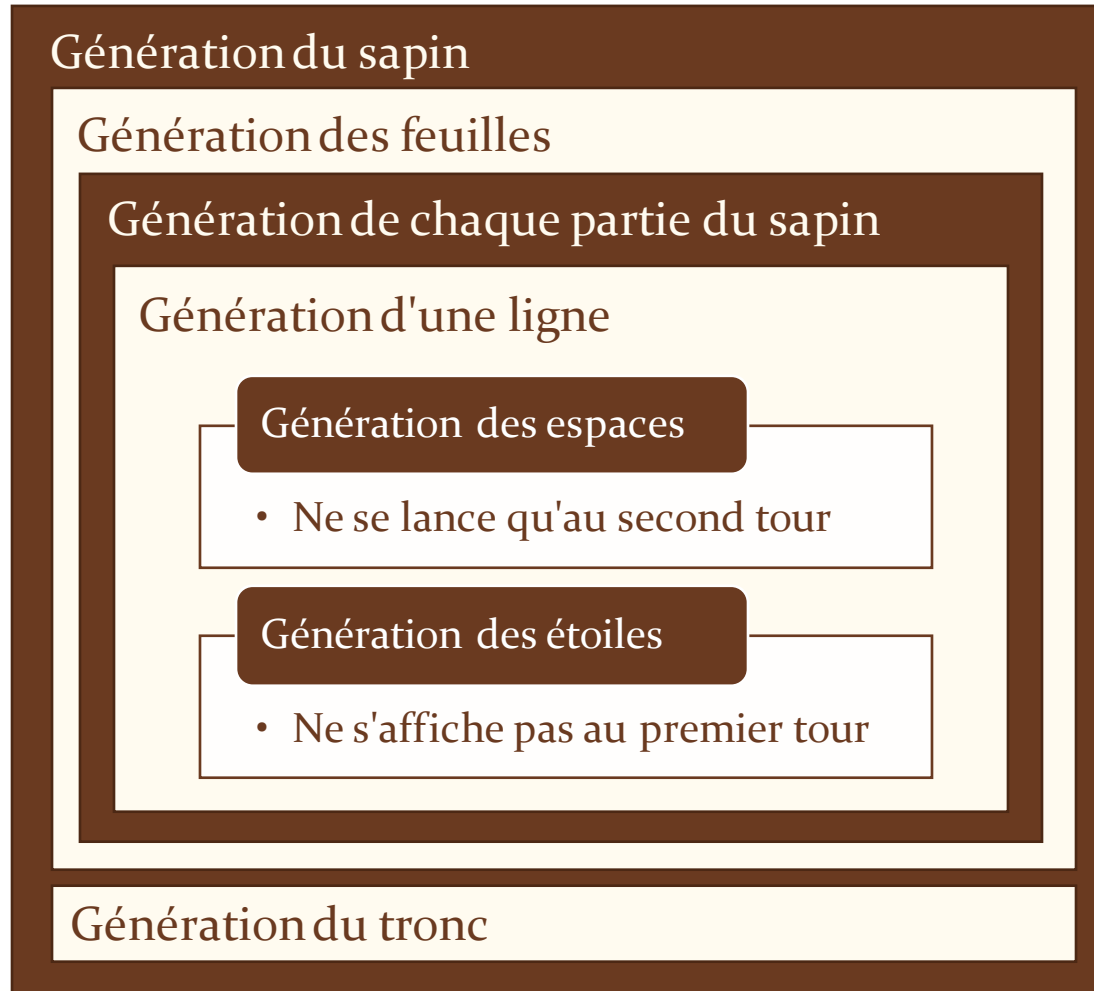 Génération du sapin
Génération des feuilles
Génération de chaque partie du sapin
Génération d'une ligne
Génération des espaces
• Ne se lance qu'au second tour
Génération des étoiles
• Ne s'affiche pas au premier tour
Génération du tronc